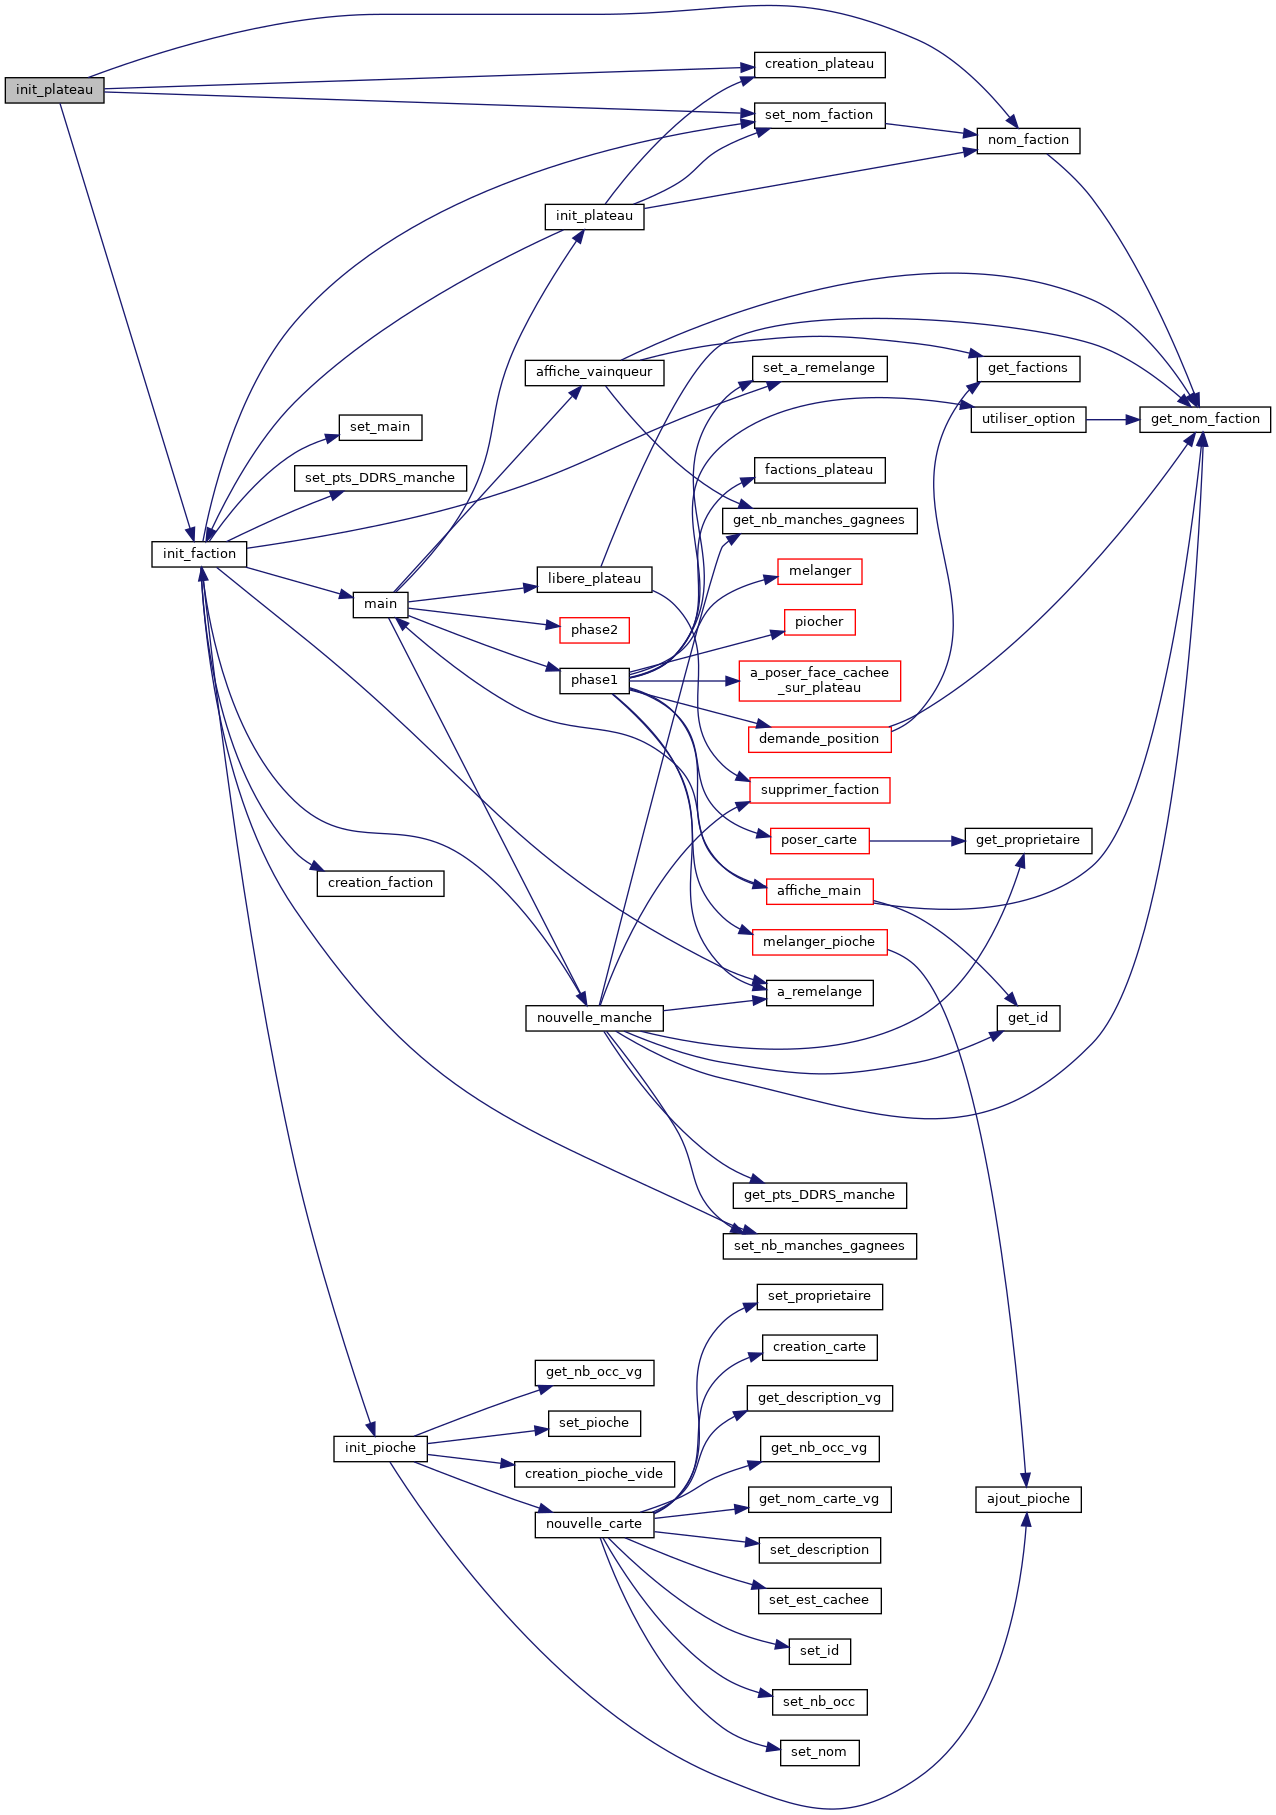 creation_plateau
init_plateau
set_nom_faction
nom_faction
init_plateau
set_a_remelange
get_factions
affiche_vainqueur
get_nom_faction
utiliser_option
set_main
factions_plateau
set_pts_DDRS_manche
get_nb_manches_gagnees
init_faction
melanger
libere_plateau
main
piocher
phase2
phase1
a_poser_face_cachee
_sur_plateau
demande_position
supprimer_faction
poser_carte
get_proprietaire
creation_faction
affiche_main
melanger_pioche
a_remelange
nouvelle_manche
get_id
get_pts_DDRS_manche
set_nb_manches_gagnees
set_proprietaire
creation_carte
get_nb_occ_vg
get_description_vg
set_pioche
init_pioche
get_nb_occ_vg
creation_pioche_vide
get_nom_carte_vg
ajout_pioche
nouvelle_carte
set_description
set_est_cachee
set_id
set_nb_occ
set_nom